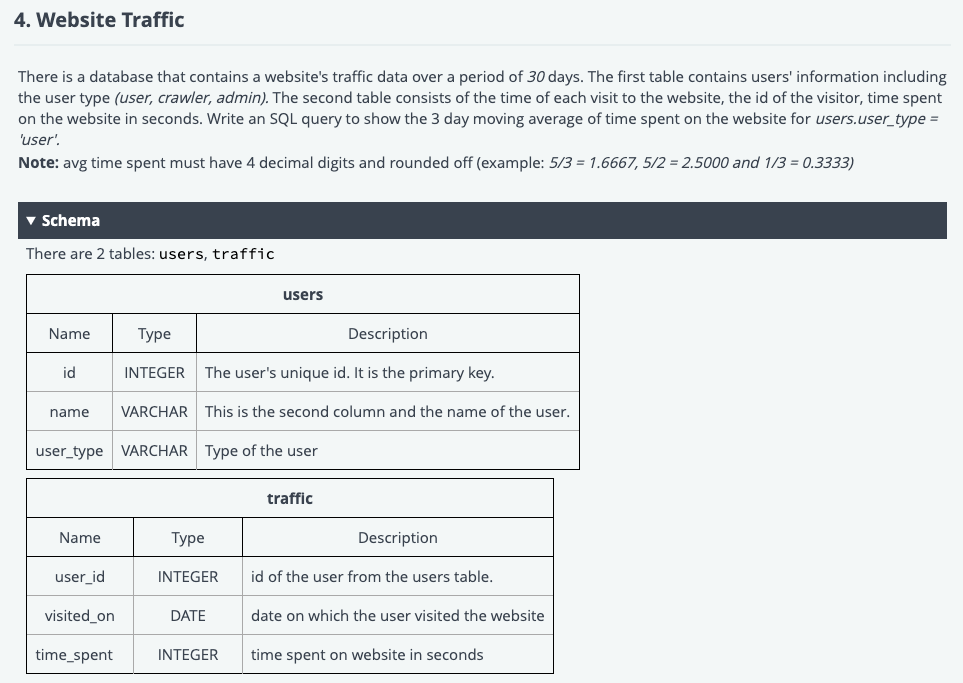 4. Website Traffic
There is a database that contains a website's traffic data over a period of 30 days. The first table contains users' information including
the user type (user, crawler, admin). The second table consists of the time of each visit to the website, the id of the visitor, time spent
on the website in seconds. Write an SQL query to show the 3 day moving average of time spent on the website for users.user_type =
'user'.
Note: avg time spent must have 4 decimal digits and rounded off (example: 5/3 = 1.6667, 5/2 = 2.5000 and 1/3 = 0.3333)
▼ Schema
There are 2 tables: users, traffic
users
Name Type Description
id INTEGER The user's unique id. It is the primary key.
name VARCHAR This is the second column and the name of the user.
user_type VARCHAR Type of the user
traffic
Name Type Description
user_id INTEGER id of the user from the users table.
visited_on DATE date on which the user visited the website
time_spent INTEGER time spent on website in seconds